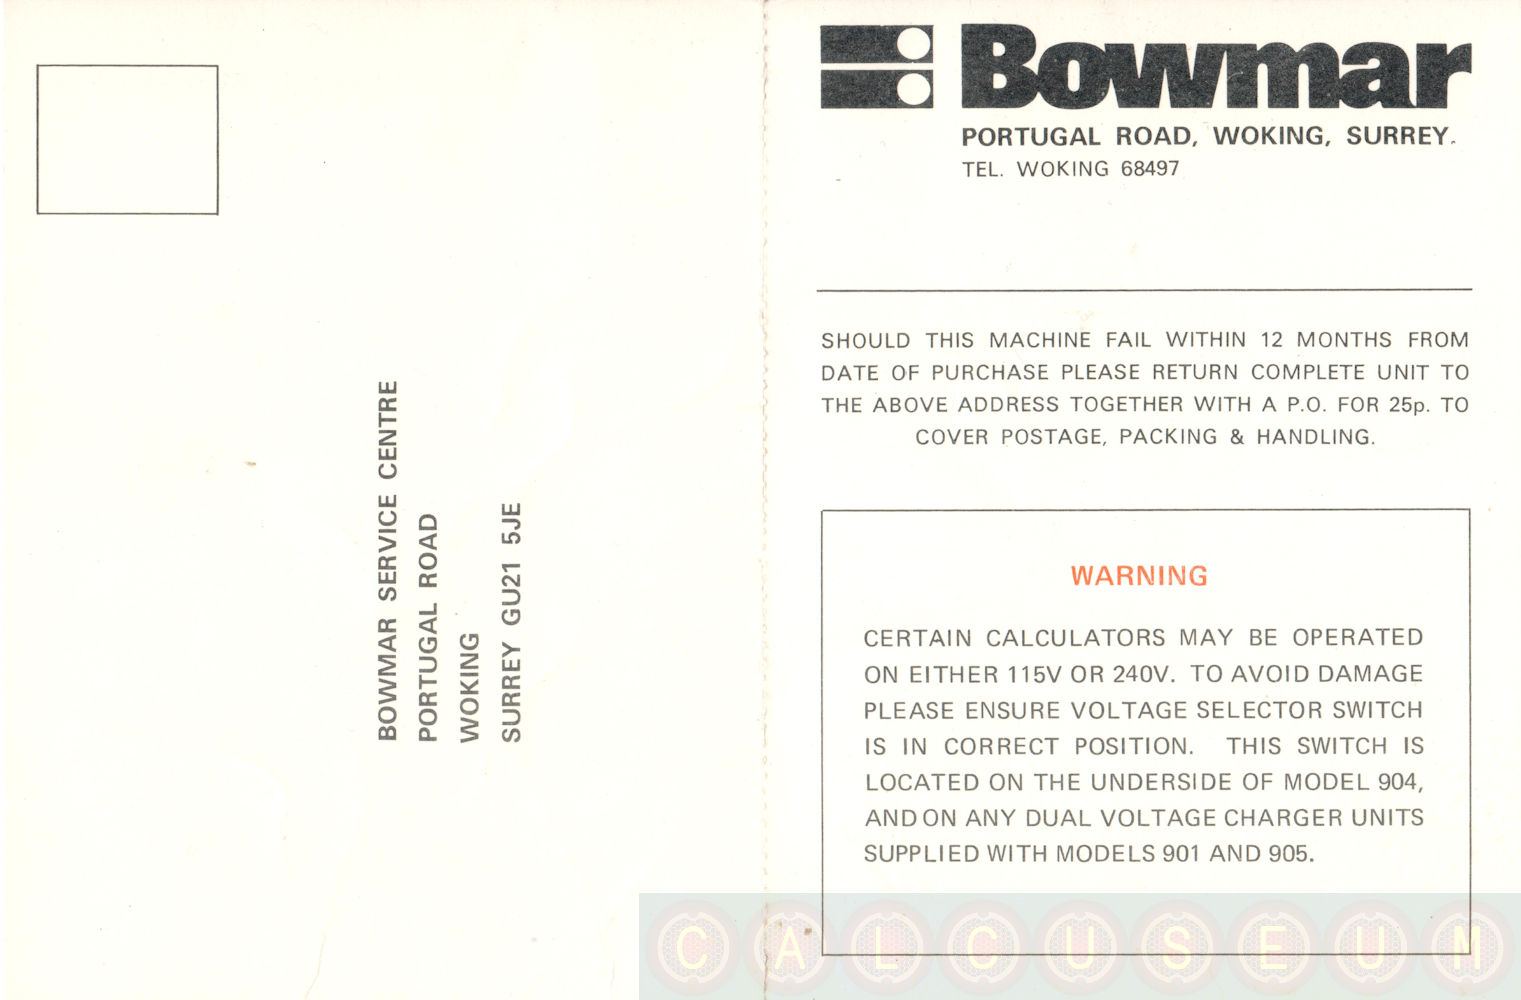 BOWMAR SERVICE CENTRE
PORTUGAL ROAD
WOKING
SURREY GU21 5JE
Bowmar
PORTUGAL ROAD, WOKING, SURREY.
TEL. WOKING 68497
SHOULD THIS MACHINE FAIL WITHIN 12 MONTHS FROM
DATE OF PURCHASE PLEASE RETURN COMPLETE UNIT TO
THE ABOVE ADDRESS TOGETHER WITH A P.O. FOR 25p. TO
COVER POSTAGE, PACKING & HANDLING.
WARNING
CERTAIN CALCULATORS MAY BE OPERATED
ON EITHER 115V OR 240V. TO AVOID DAMAGE
PLEASE ENSURE VOLTAGE SELECTOR SWITCH
IS IN CORRECT POSITION. THIS SWITCH IS
LOCATED ON THE UNDERSIDE OF MODEL 904,
AND ON ANY DUAL VOLTAGE CHARGER UNITS
SUPPLIED WITH MODELS 901 AND 905.
CALCUSEUM